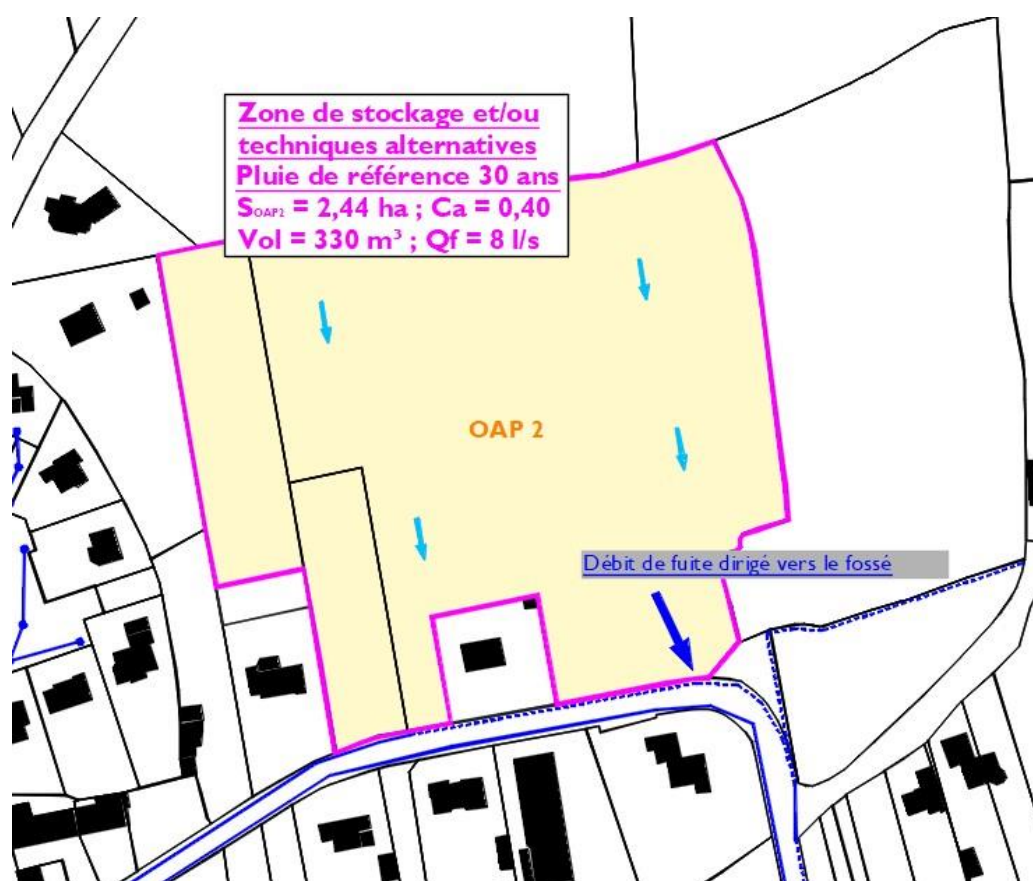 Zone de stockage et/ou
techniques alternatives
Pluie de référence 30 ans
SOAP2 = 2,44 ha ; Ca = 0,40
Vol = 330 m³ ; Qf = 8 l/s
OAP 2
Débit de fuite dirigé vers le fossé